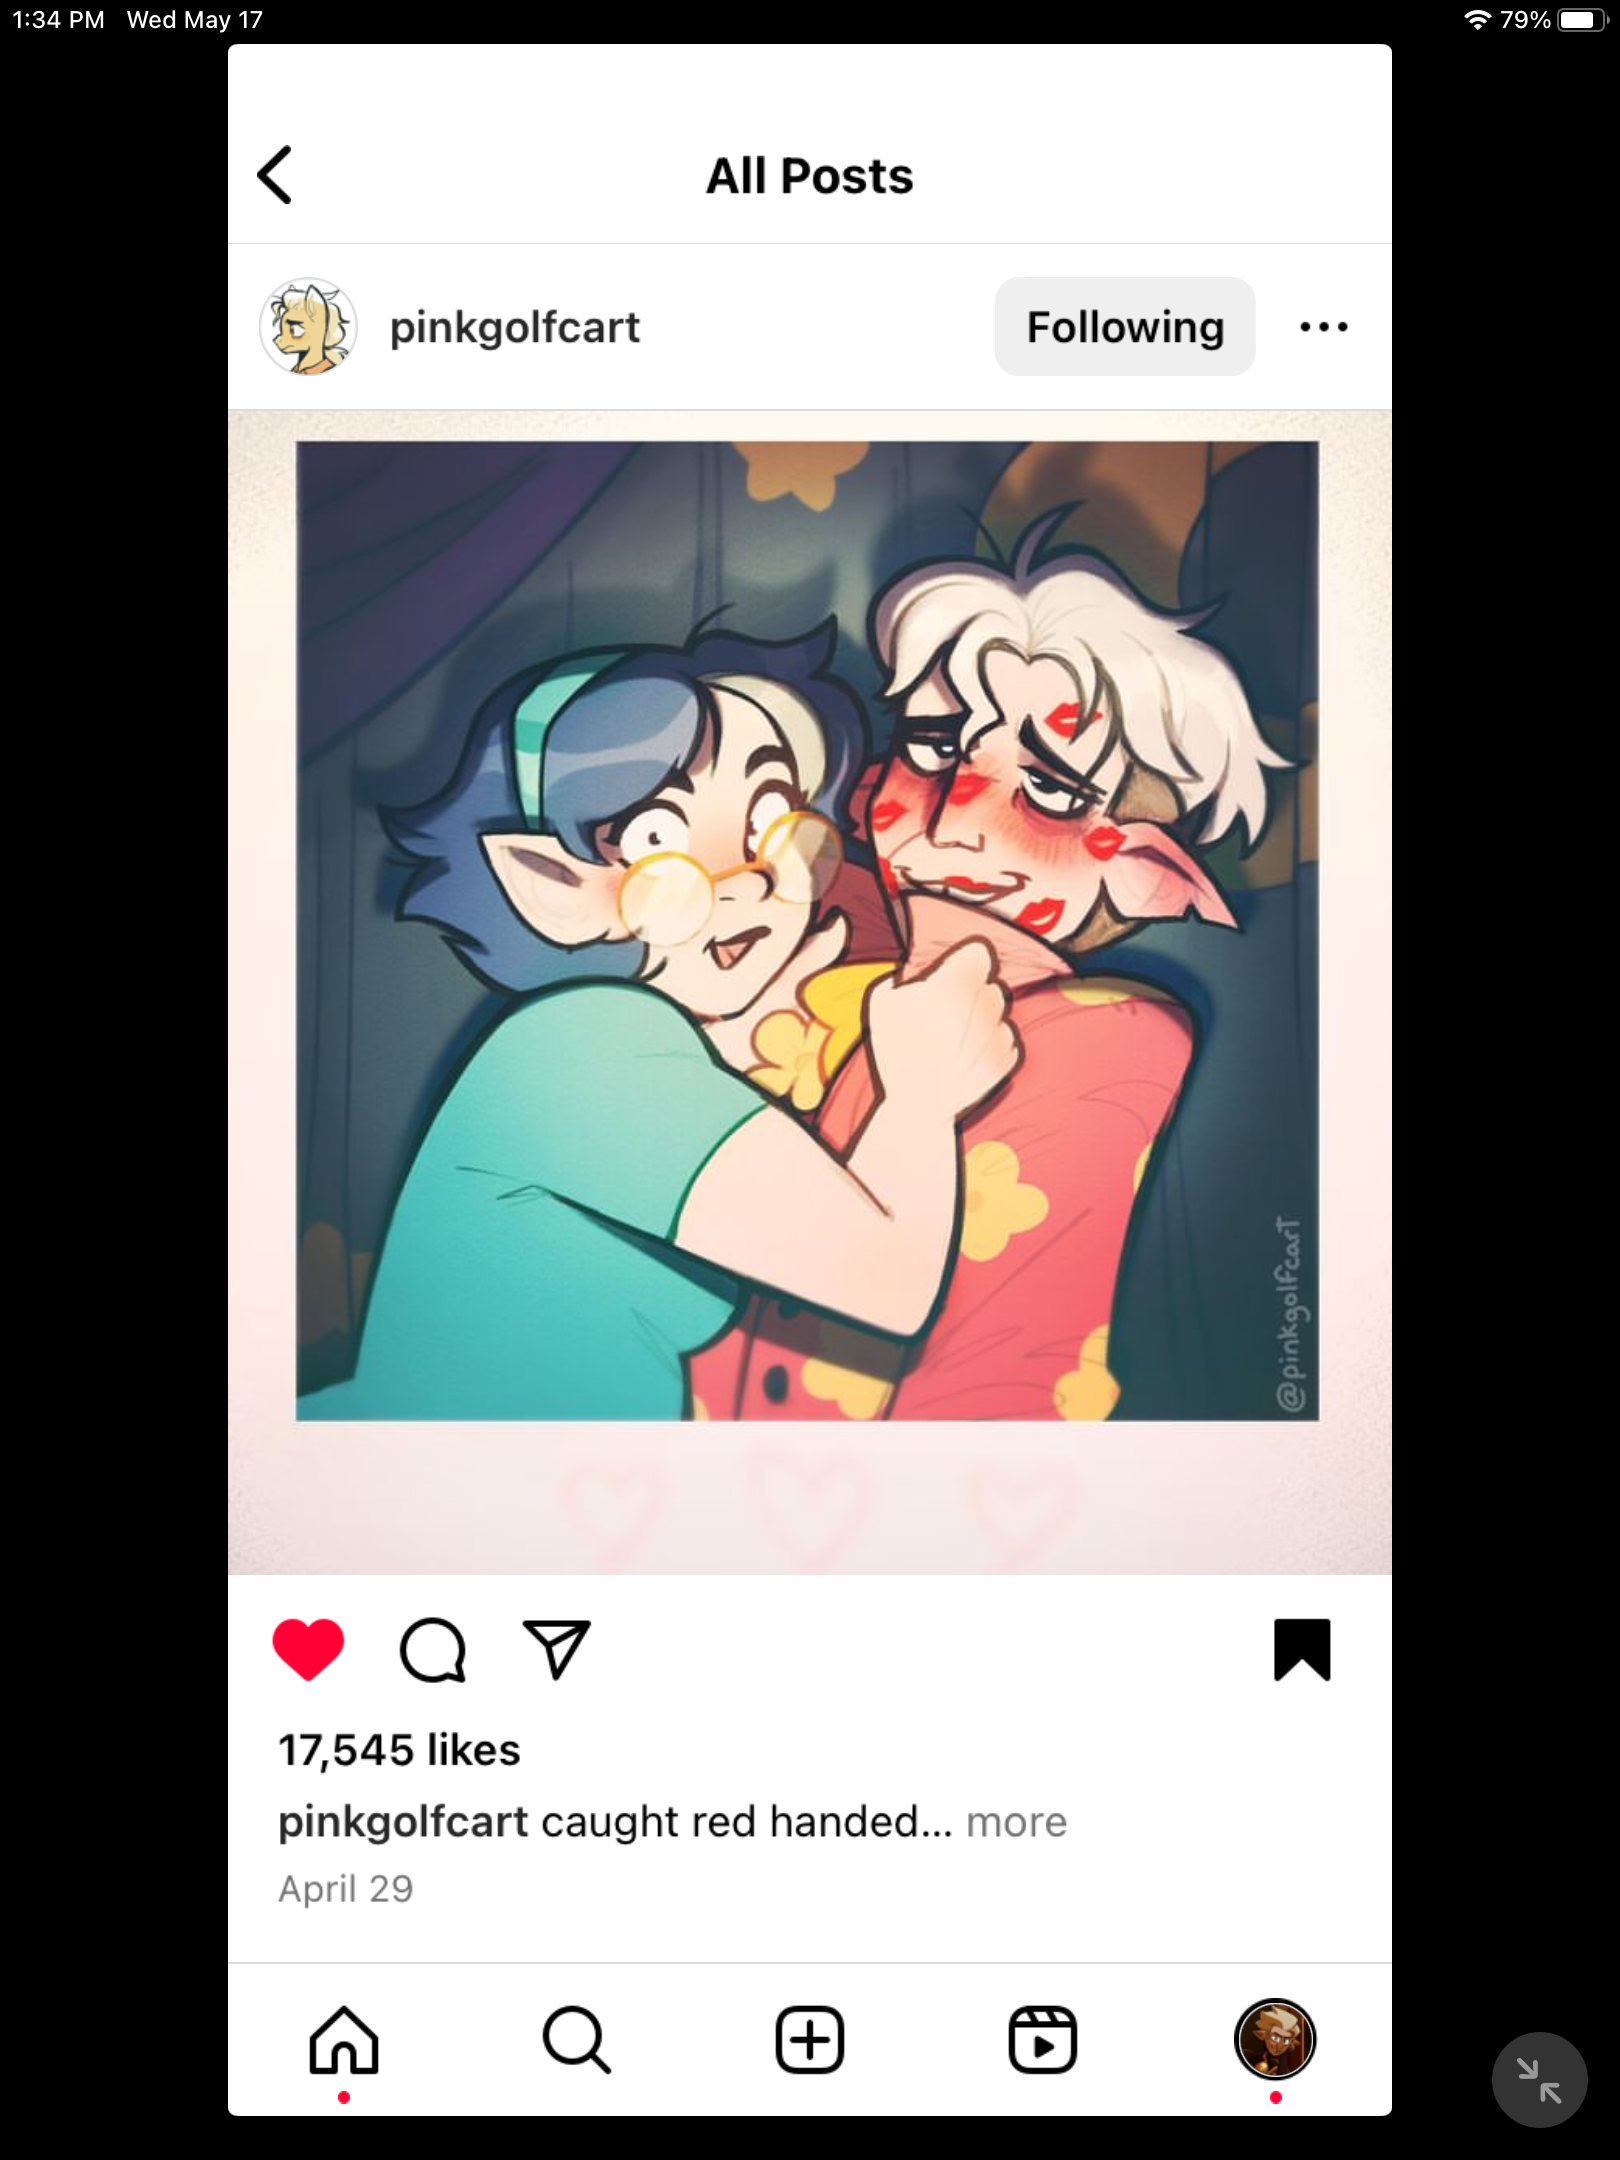 1:34 PM Wed May 17
79%
All Posts
pinkgolfcart
Following
@pinkgolfcarT
17,545 likes
pinkgolfcart caught red handed... more
April 29